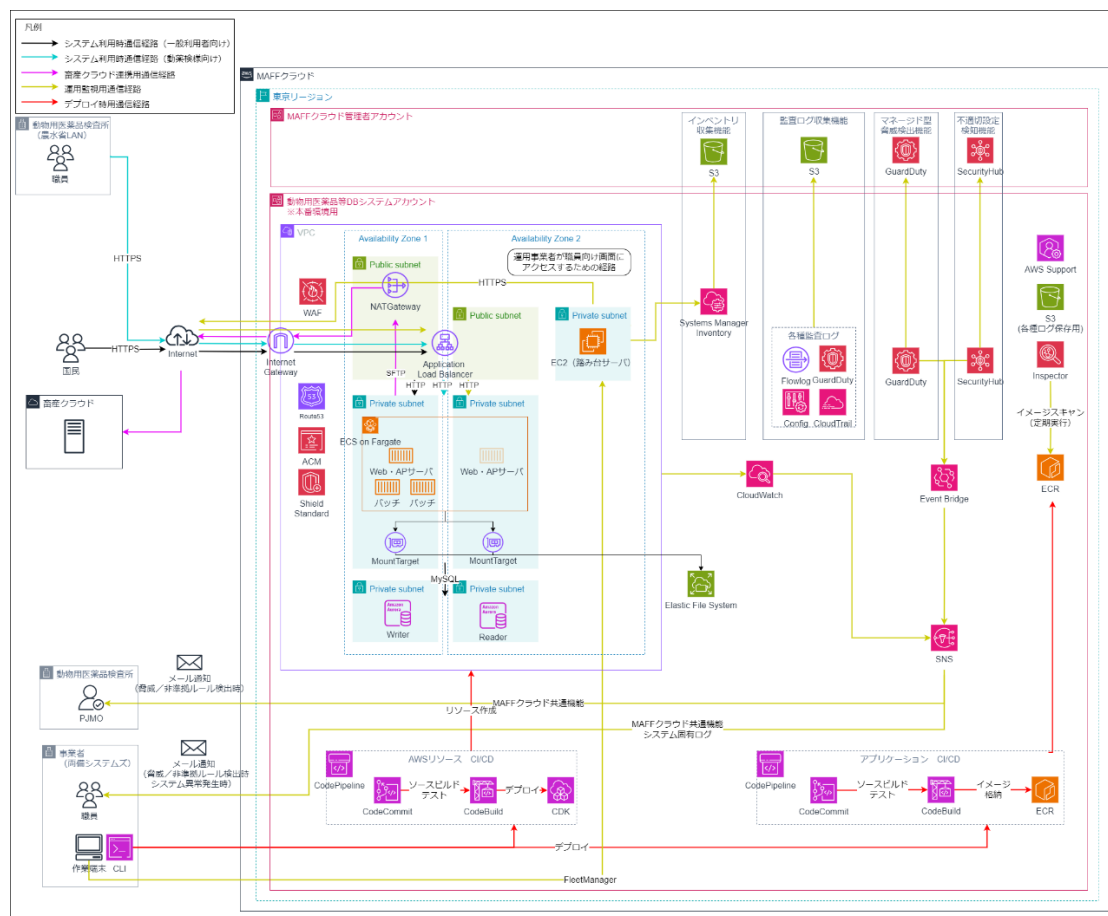 凡例
システム利用時通信経路（一般利用者向け）
システム利用時通信経路（動薬検様向け）
畜産クラウド連携用通信経路
運用監視用通信経路
デプロイ時用通信経路
aws
MAFFクラウド
東京リージョン
MAFFクラウド管理者アカウント
インベントリ
収集機能
S3
監査ログ収集機能
S3
マネージド型
脅威検出機能
GuardDuty
不適切設定
検知機能
SecurityHub
動物用医薬品検査所
（農水省LAN）
職員
HTTPS
動物用医薬品等DBシステムアカウント
※本番環境用
VPC
Availability Zone 1
Availability Zone 2
運用事業者が職員向け画面に
アクセスするための経路
Public subnet
NATGateway
HTTPS
WAF
Public subnet
Private subnet
EC2（踏み台サーバ）
Systems Manager
Inventory
各種監査ログ
Flowlog
GuardDuty
Config
CloudTrail
GuardDuty
SecurityHub
AWS Support
S3
(各種ログ保存用)
Inspector
イメージスキャン
（定期実行）
ECR
国民
HTTPS
Internet
Internet
Gateway
Application
Load Balancer
SFTP
HTTP
HTTP
HTTP
畜産クラウド
53
Route53
ACM
Shield
Standard
Private subnet
Private subnet
ECS on Fargate
Web・APサーバ
Web・APサーバ
バッチ
バッチ
MountTarget
MountTarget
MySQL
CloudWatch
Event Bridge
Elastic File System
Private subnet
Private subnet
Amazon
Aurora
Writer
Amazon
Aurora
Reader
SNS
動物用医薬品検査所
PJMO
メール通知
（脅威／非準拠ルール検出時）
MAFFクラウド共通機能
リソース作成
MAFFクラウド共通機能
システム固有ログ
事業者
（両備システムズ）
職員
メール通知
（脅威／非準拠ルール検出時
システム異常発生時）
AWSリソース CI/CD
CodePipeline
CodeCommit
ソースビルド
テスト
CodeBuild
デプロイ
CDK
アプリケーション CI/CD
CodePipeline
CodeCommit
ソースビルド
テスト
CodeBuild
イメージ
格納
ECR
作業端末
CLI
デプロイ
FleetManager